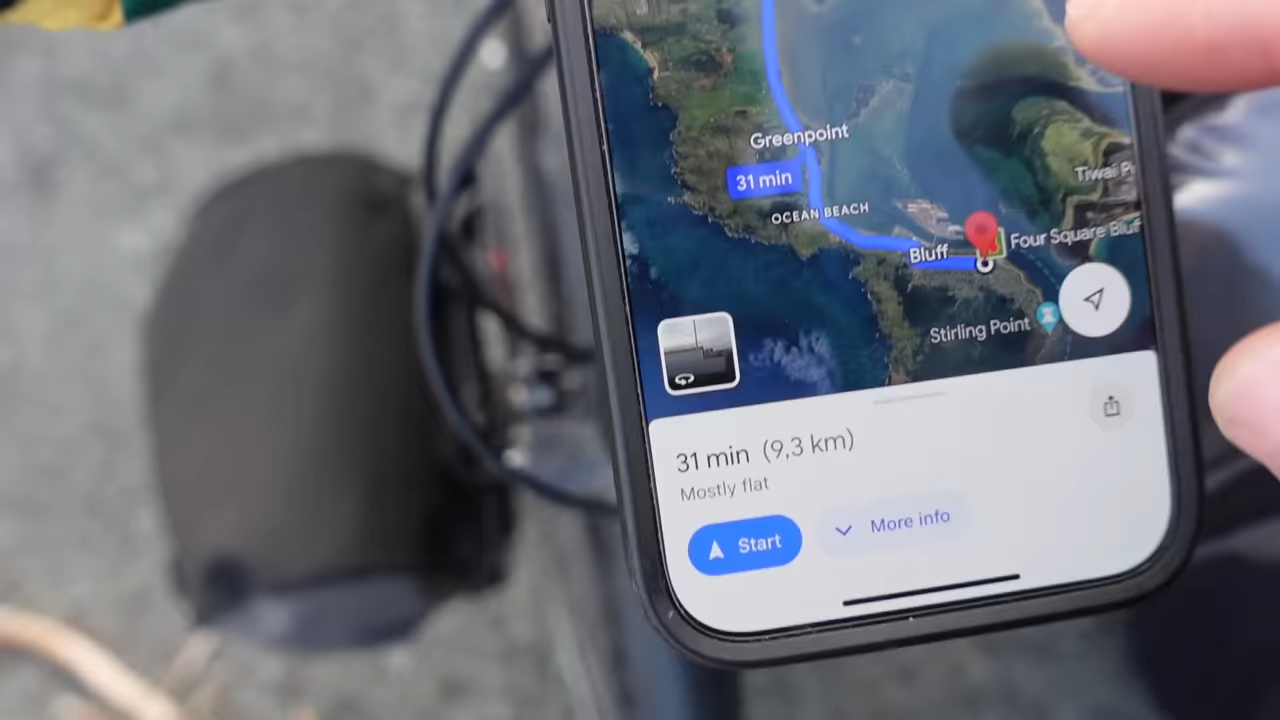 Greenpoint
31 min
OCEAN BEACH
Tiwai P
Bluff
Four Square Bluf
Stirling Point
31 min (9,3 km)
Mostly flat
Start
More info